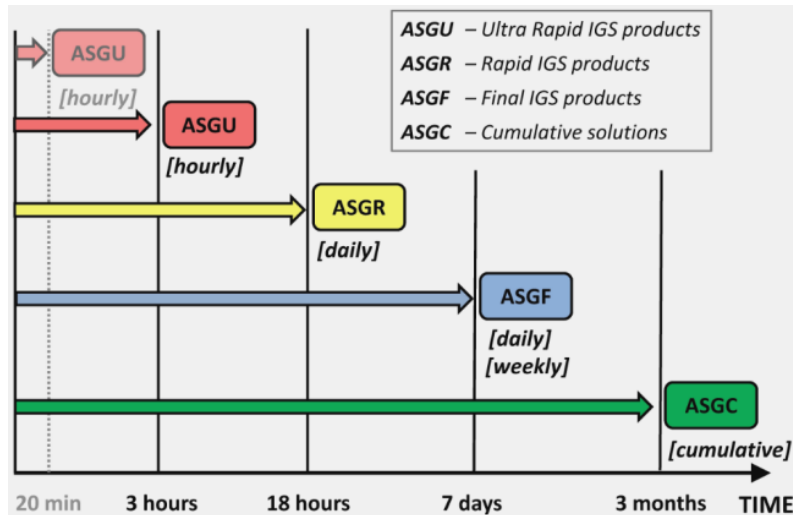 ASGU
[hourly]
ASGU
[hourly]
ASGR
[daily]
ASGF
[daily]
[weekly]
ASGC
[cumulative]
ASGU – Ultra Rapid IGS products
ASGR – Rapid IGS products
ASGF – Final IGS products
ASGC – Cumulative solutions
20 min 3 hours 18 hours 7 days 3 months TIME